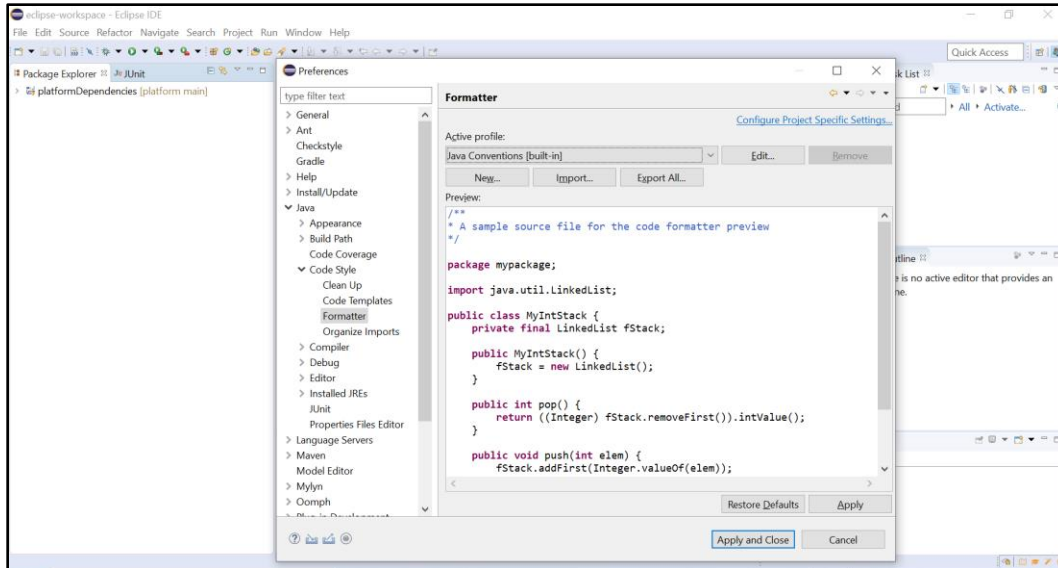 eclipse-workspace - Eclipse IDE
File Edit Source Refactor Navigate Search Project Run Window Help
Quick Access
Package Explorer
JUnit
platformDependencies [platform main]
Preferences
type filter text
General
Ant
Checkstyle
Gradle
Help
Install/Update
Java
Appearance
Build Path
Code Coverage
Code Style
Clean Up
Code Templates
Formatter
Organize Imports
Compiler
Debug
Editor
Installed JREs
JUnit
Properties Files Editor
Language Servers
Maven
Model Editor
Mylyn
Oomph
Formatter
Configure Project Specific Settings...
Active profile:
Java Conventions [built-in]
Edit...
Remove
New...
Import...
Export All...
Preview:
/**
* A sample source file for the code formatter preview
*/
package mypackage;
import java.util.LinkedList;
public class MyIntStack {
private final LinkedList fStack;
public MyIntStack() {
fStack = new LinkedList();
}
public int pop() {
return ((Integer) fStack.removeFirst()).intValue();
}
public void push(int elem) {
fStack.addFirst(Integer.valueOf(elem));
Restore Defaults
Apply
Apply and Close
Cancel
k List
d
All
Activate...
utline
e is no active editor that provides an
ne.